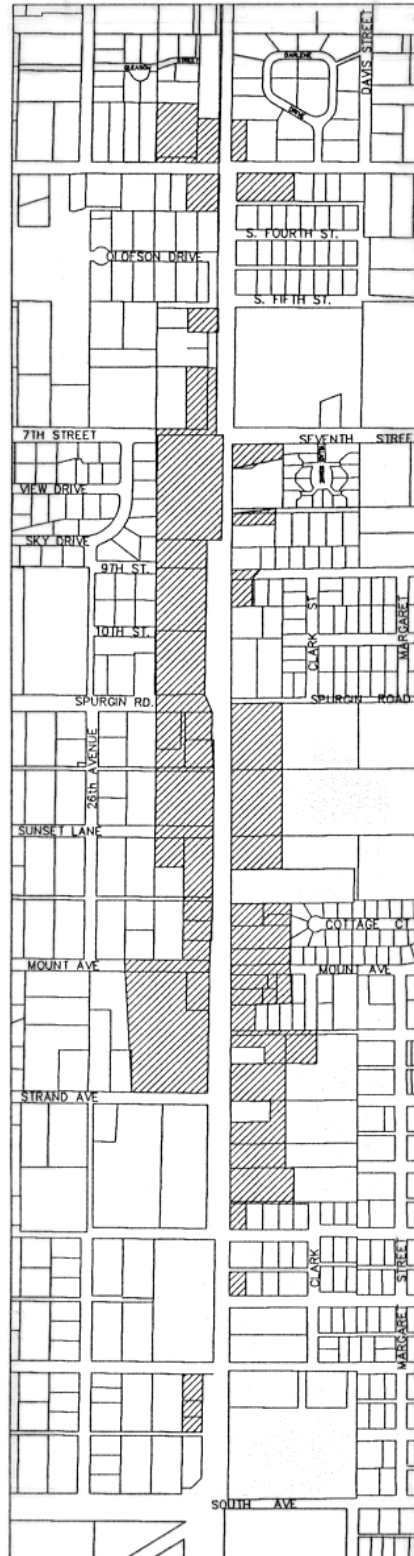 GLEASON STREET
DARLENE
DRIVE
DAVIS STREET
S. FOURTH ST.
OLOFSON DRIVE
S. FIFTH ST.
7TH STREET
SEVENTH STREE
VIEW DRIVE
SKY DRIVE
9TH ST.
CLARK ST
MARGARET
10TH ST.
SPURGIN RD.
SPURGIN ROAD
26th AVENUE
SUNSET LANE
COTTAGE CT
MOUNT AVE
MOUNT AVE
STRAND AVE
CLARK
STREET
MARGARET
SOUTH AVE